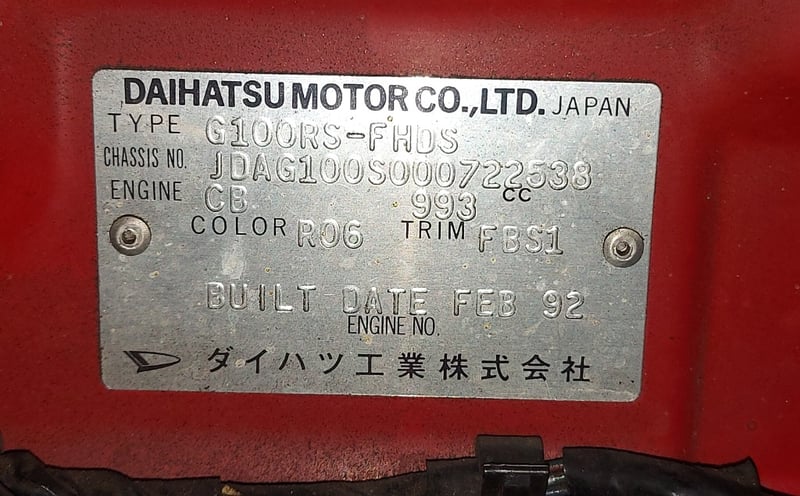 DAIHATSU MOTOR CO.,LTD. JAPAN
TYPE G100RS-FHDS
CHASSIS NO. JDAG100S000722538
ENGINE CB 993 CC
COLOR R06 TRIM FBS1
BUILT DATE FEB 92
ENGINE NO.
ダイハツ工業株式会社